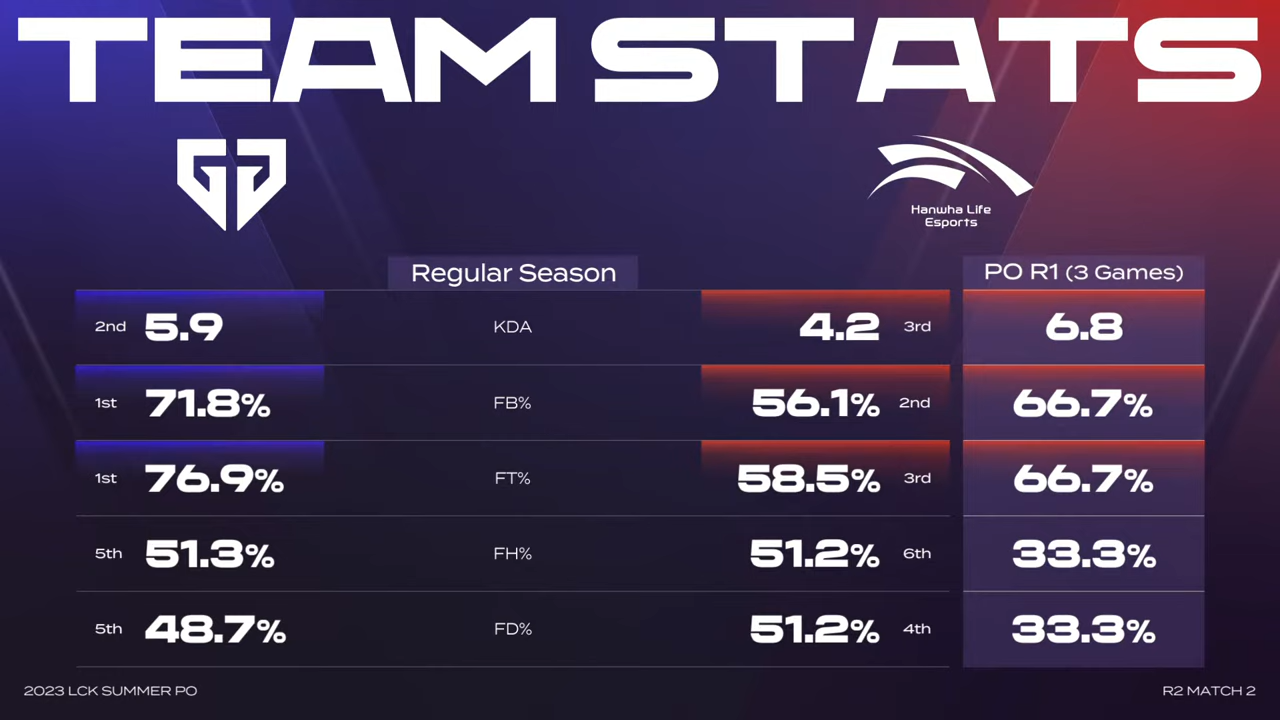 TEAM STATS
Hanwha Life
Esports
Regular Season
PO R1 (3 Games)
2nd 5.9 KDA 4.2 3rd 6.8
1st 71.8% FB% 56.1% 2nd 66.7%
1st 76.9% FT% 58.5% 3rd 66.7%
5th 51.3% FH% 51.2% 6th 33.3%
5th 48.7% FD% 51.2% 4th 33.3%
2023 LCK SUMMER PO
R2 MATCH 2